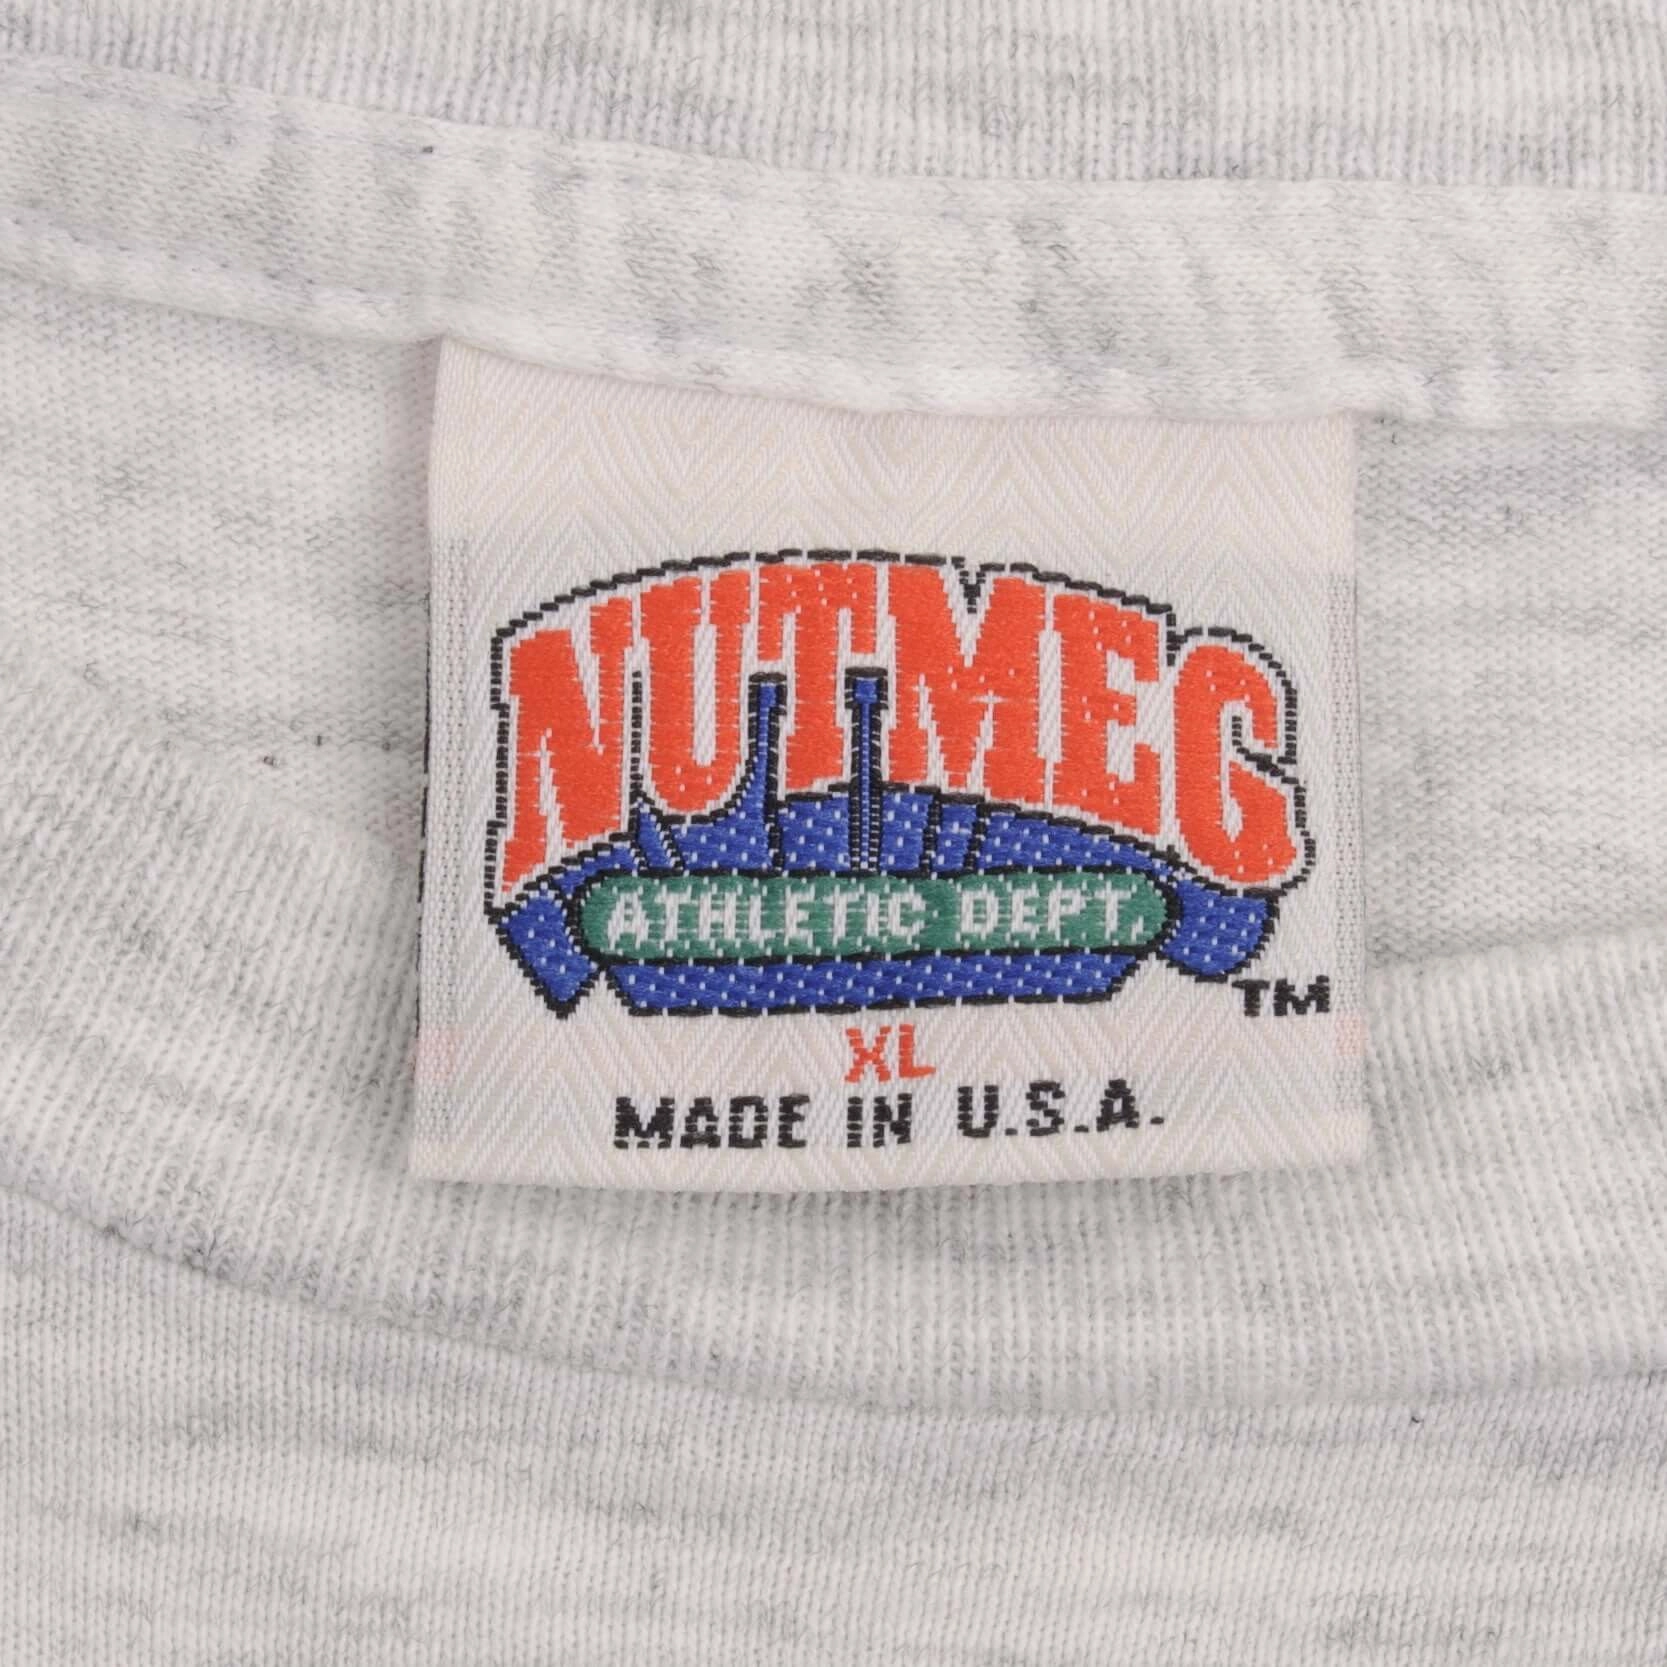 NUTMEG
ATHLETIC DEPT.
TM
XL
MADE IN U.S.A.